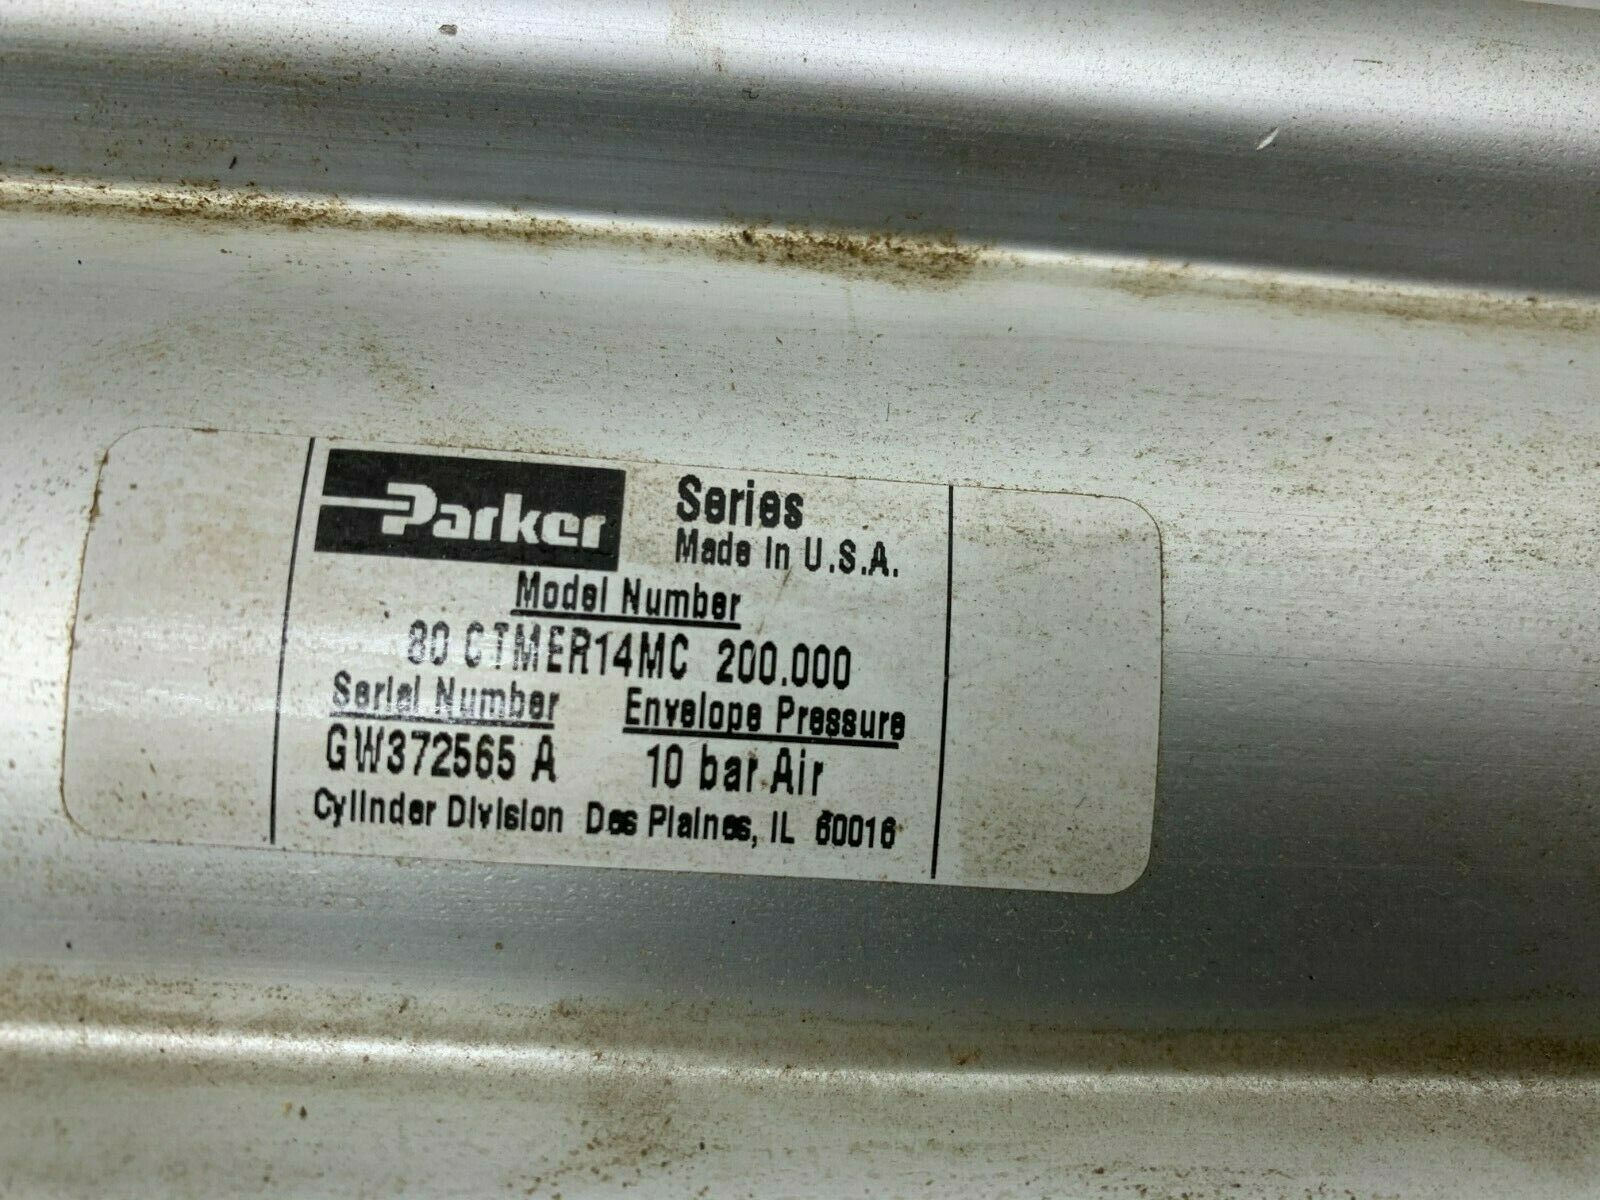 Parker
Series
Made In U.S.A.
Model Number
80 CTMER14MC 200.000
Serial Number Envelope Pressure
GW372565 A 10 bar Air
Cylinder Division Des Plaines, IL 60016